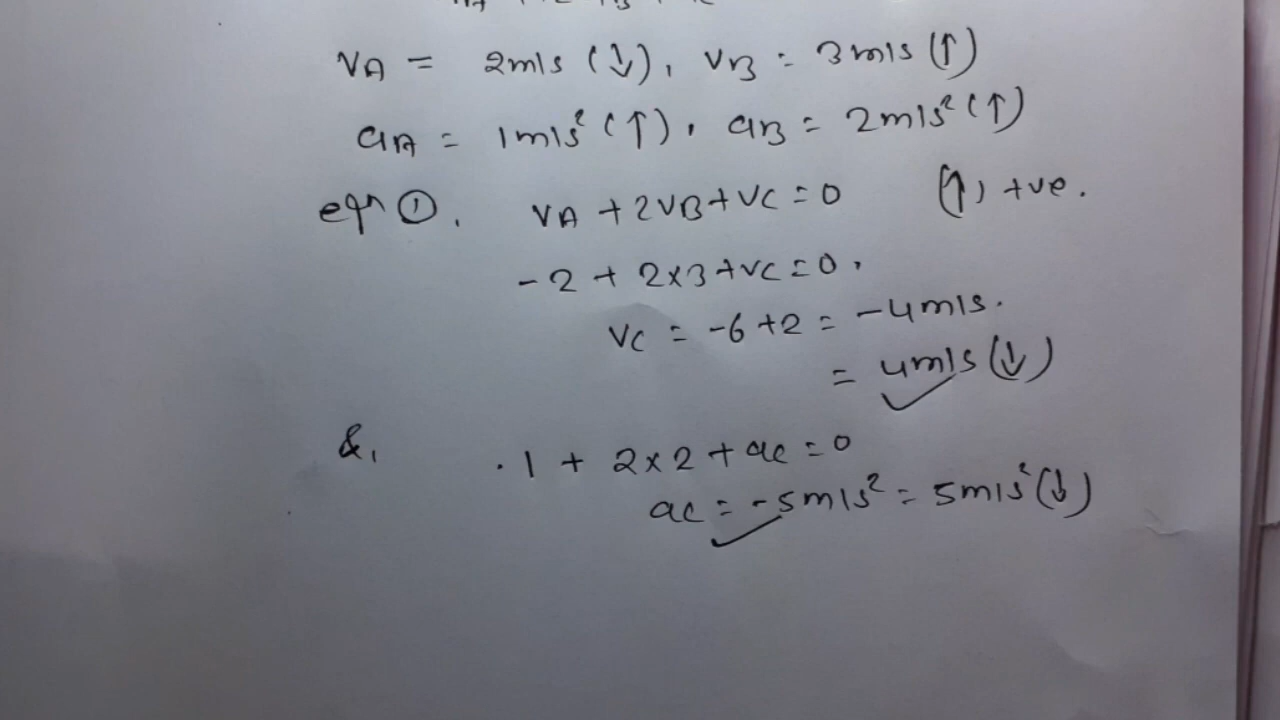 VA = 2m/s (↓), VB = 3m/s (↑)
aA = 1m/s² (↑), aB = 2m/s² (↑)
eqn ①. VA + 2VB + VC = 0 (↑) +ve.
-2 + 2×3 + VC = 0.
VC = -6 + 2 = -4m/s.
= 4m/s (↓)
&, 1 + 2×2 + aC = 0
aC = -5m/s² = 5m/s² (↓)